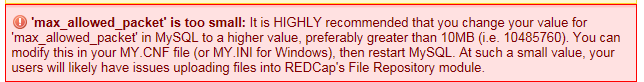 'max_allowed_packet' is too small: It is HIGHLY recommended that you change your value for
'max_allowed_packet' in MySQL to a higher value, preferably greater than 10MB (i.e. 10485760). You can
modify this in your MY.CNF file (or MY.INI for Windows), then restart MySQL. At such a small value, your
users will likely have issues uploading files into REDCap's File Repository module.